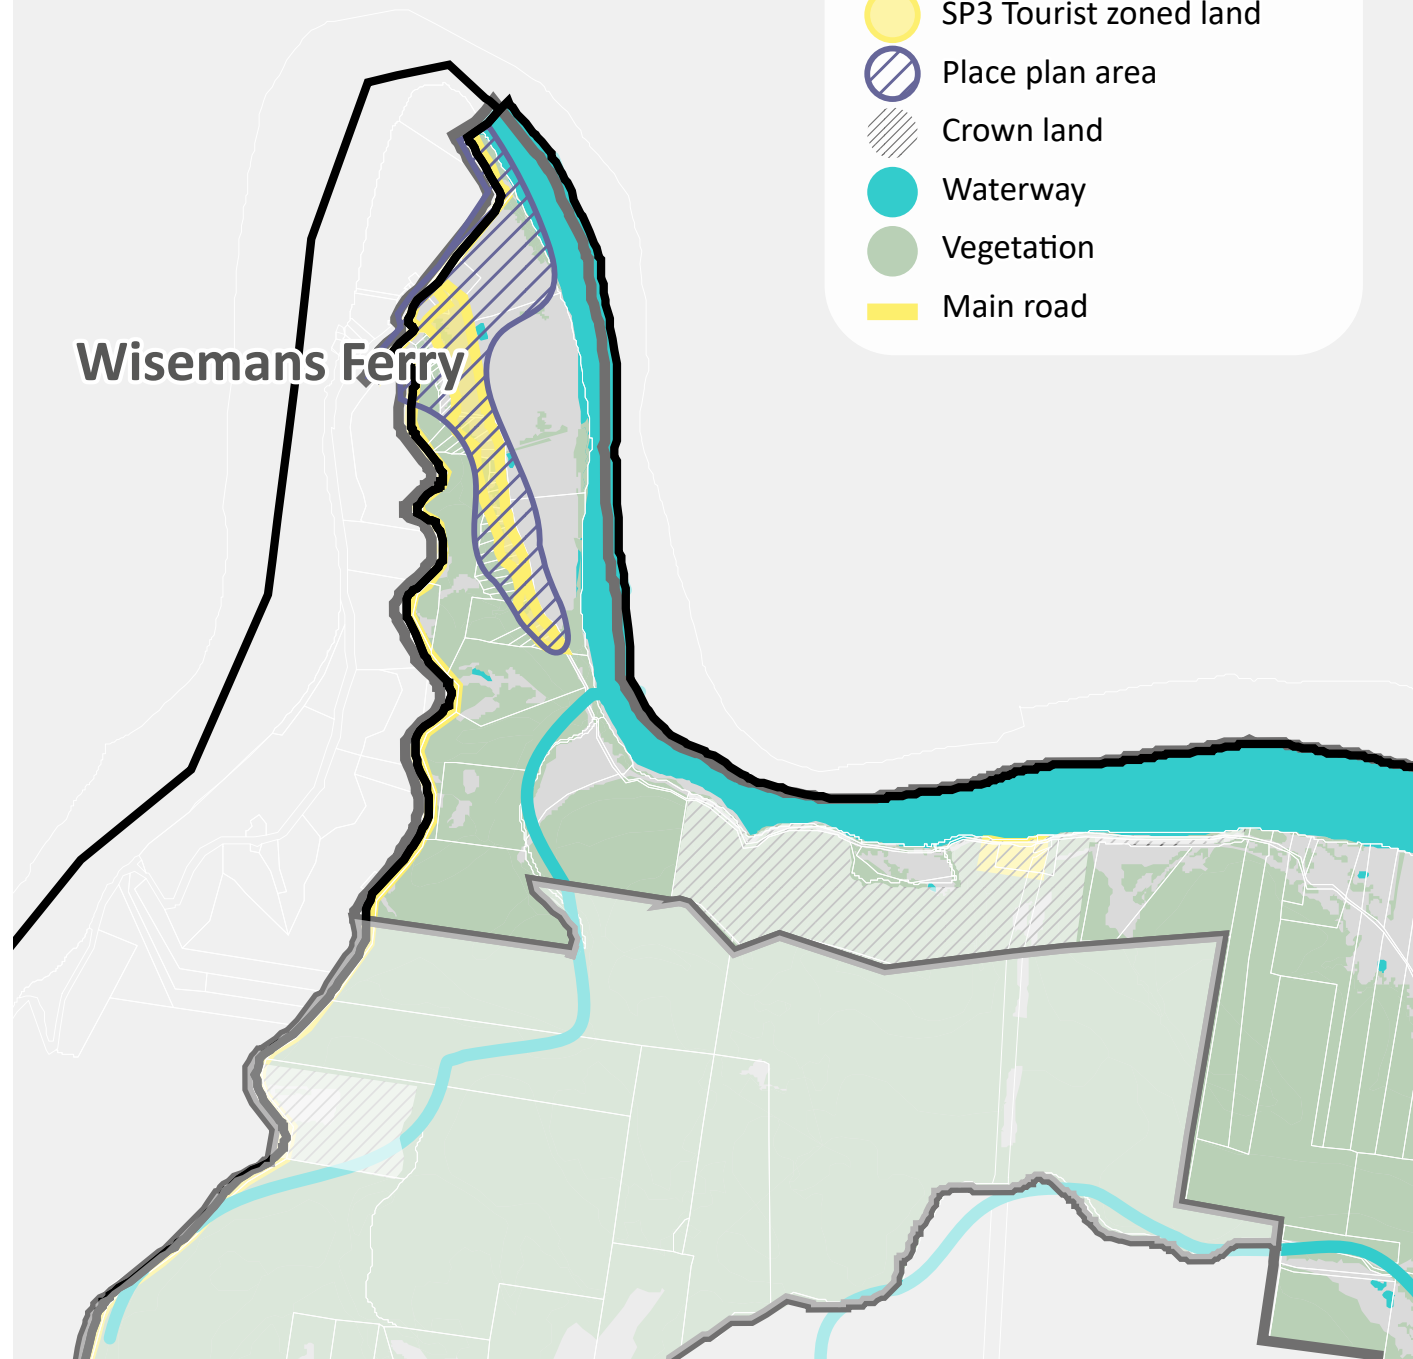 SP3 Tourist zoned land
Place plan area
Crown land
Waterway
Vegetation
Main road
Wisemans Ferry